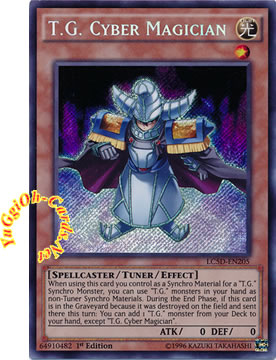 T.G. CYBER MAGICIAN
LC5D-EN205
[SPELLCASTER/TUNER/EFFECT]
When using this card you control as a Synchro Material for a "T.G."
Synchro Monster, you can use "T.G." monsters in your hand
as non-Tuner Synchro Materials. During the End Phase, if this card
is in the Graveyard because it was destroyed on the field and sent
there this turn: You can add 1 "T.G." monster from your Deck to
your hand, except "T.G. Cyber Magician".
ATK/ 0 DEF/ 0
64910482 1st Edition ©1996 KAZUKI TAKAHASHI
YuGgiOh-Cards.Net